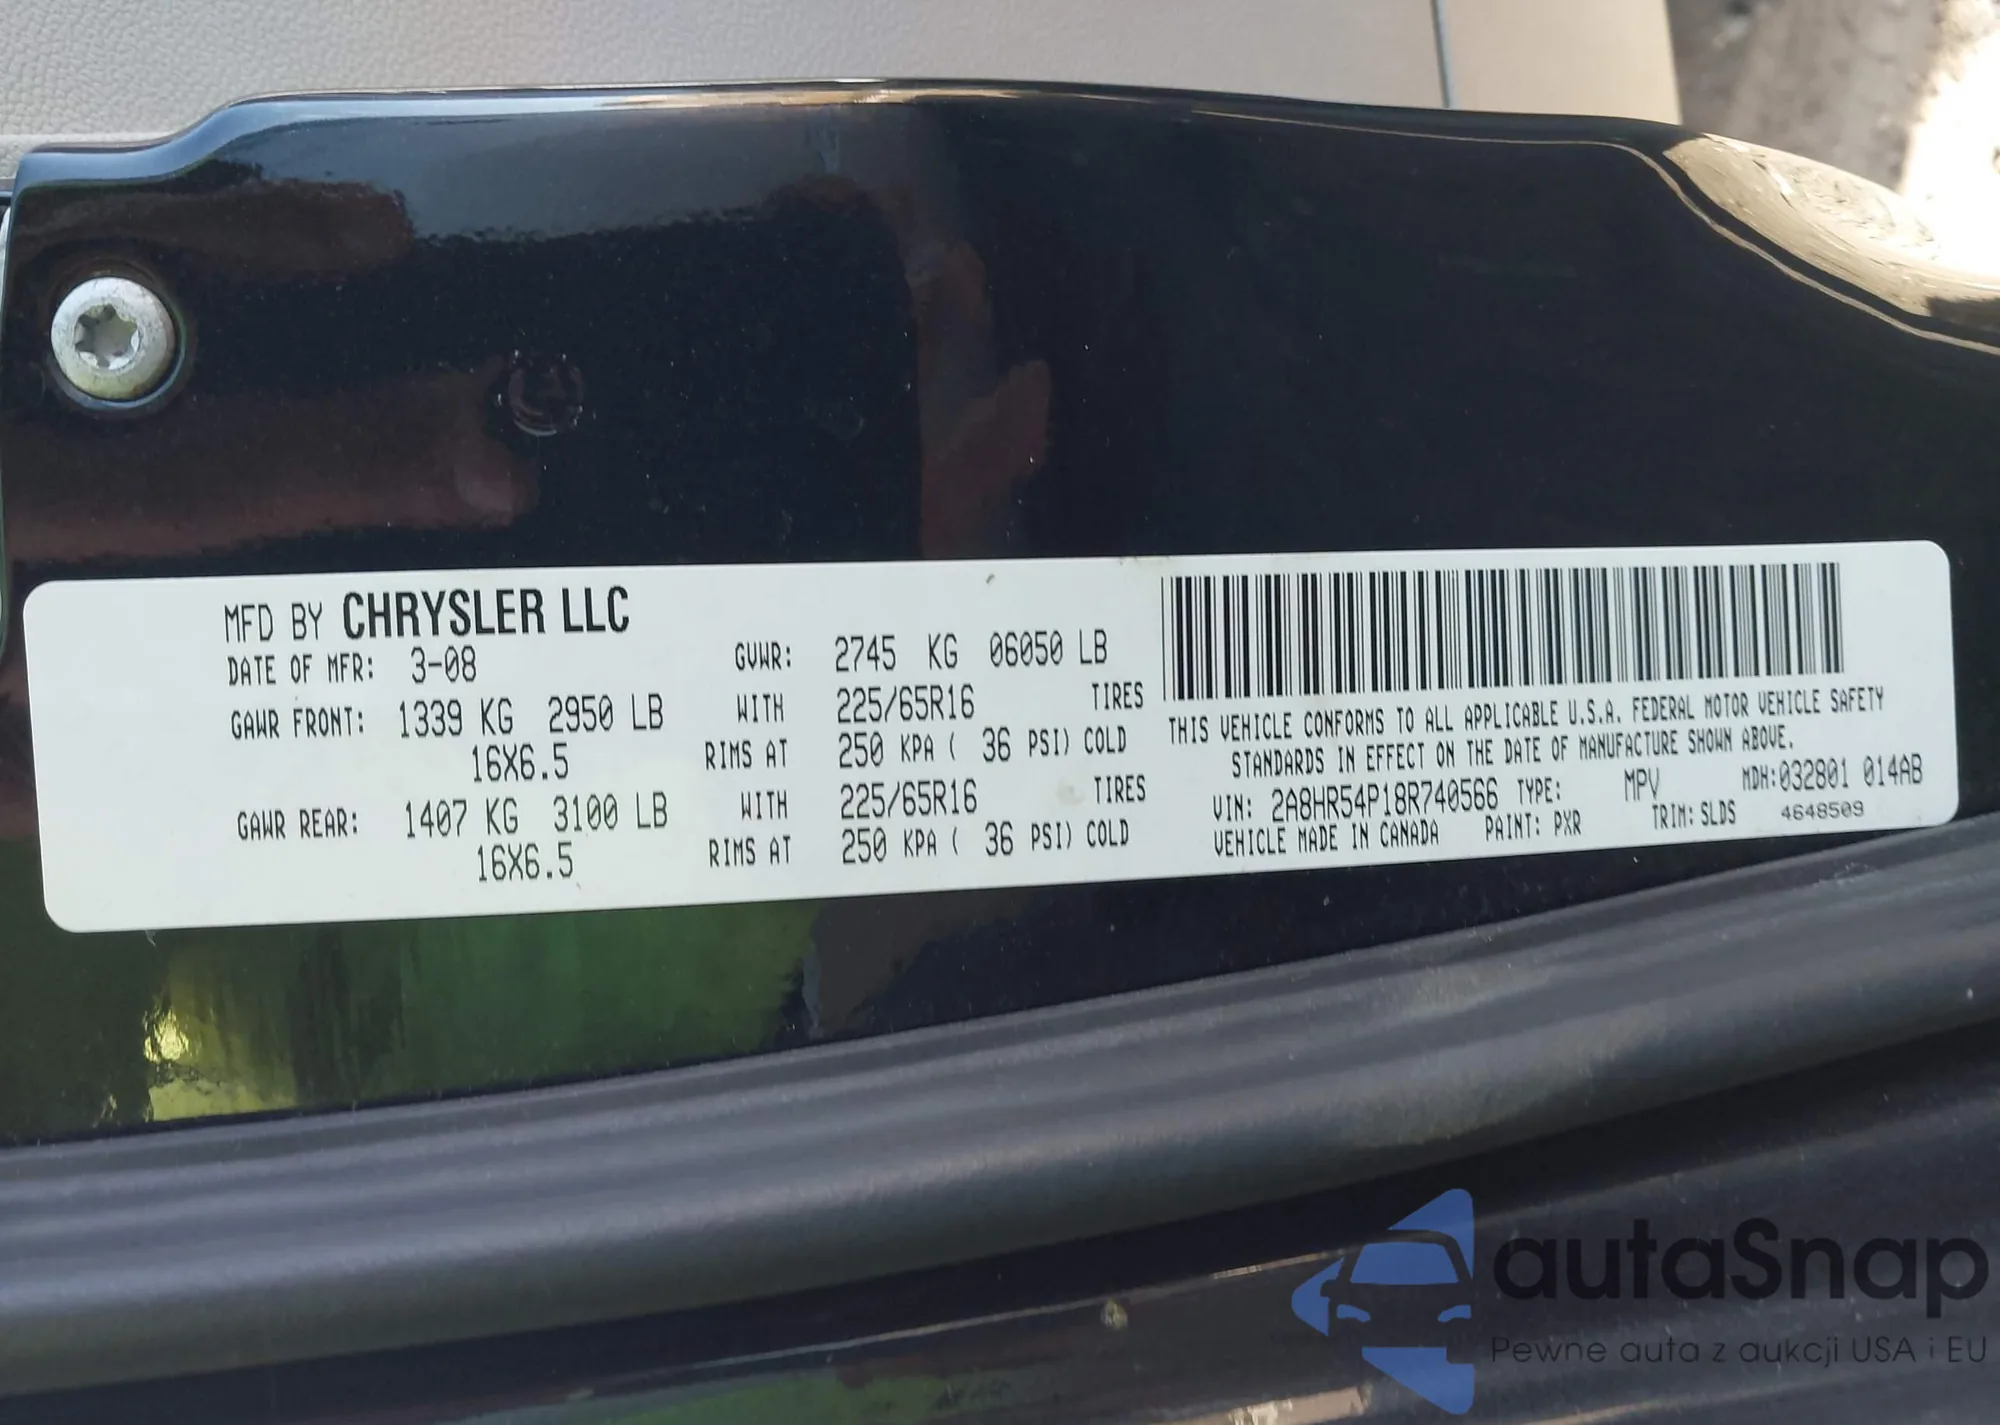 MFD BY CHRYSLER LLC
DATE OF MFR: 3-08 GVWR: 2745 KG 06050 LB
GAWR FRONT: 1339 KG 2950 LB WITH 225/65R16 TIRES
16X6.5 RIMS AT 250 KPA ( 36 PSI) COLD
GAWR REAR: 1407 KG 3100 LB WITH 225/65R16 TIRES
16X6.5 RIMS AT 250 KPA ( 36 PSI) COLD
THIS VEHICLE CONFORMS TO ALL APPLICABLE U.S.A. FEDERAL MOTOR VEHICLE SAFETY
STANDARDS IN EFFECT ON THE DATE OF MANUFACTURE SHOWN ABOVE.
VIN: 2A8HR54P18R740566 TYPE: MPV MDH:032801 014AB
VEHICLE MADE IN CANADA PAINT: PXR TRIM: SLDS 4648509
autaSnap
Pewne auta z aukcji USA i EU